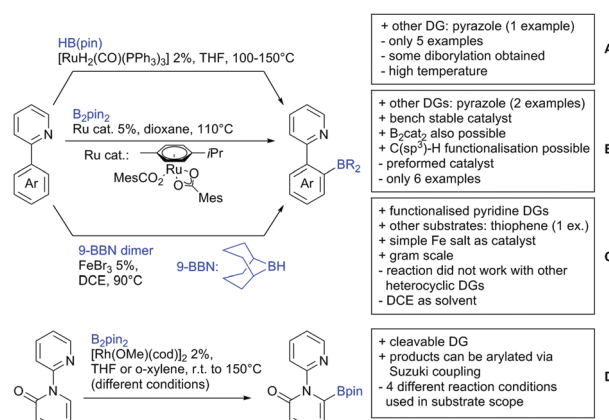 HB(pin)
[RuH2(CO)(PPh3)3] 2%, THF, 100-150°C
N
Ar
B2pin2
Ru cat. 5%, dioxane, 110°C
Ru cat.:
iPr
Ru
MesCO2
O
O
Mes
9-BBN dimer
FeBr3 5%,
DCE, 90°C
9-BBN:
BH
N
BR2
Ar
+ other DG: pyrazole (1 example)
- only 5 examples
- some diborylation obtained
- high temperature
A
+ other DGs: pyrazole (2 examples)
+ bench stable catalyst
+ B2cat2 also possible
+ C(sp3)-H functionalisation possible
- preformed catalyst
- only 6 examples
+ functionalised pyridine DGs
+ other substrates: thiophene (1 ex.)
+ simple Fe salt as catalyst
+ gram scale
- reaction did not work with other
heterocyclic DGs
- DCE as solvent
N
O
N
B2pin2
[Rh(OMe)(cod)]2 2%,
THF or o-xylene, r.t. to 150°C
(different conditions)
N
O
N
Bpin
+ cleavable DG
+ products can be arylated via
Suzuki coupling
- 4 different reaction conditions
used in substrate scope